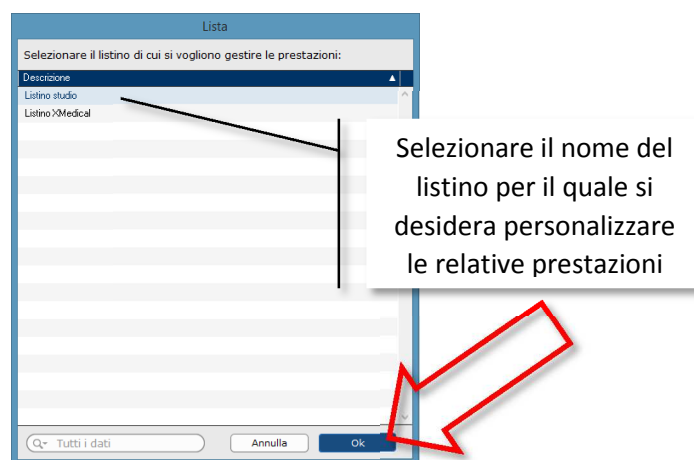 Lista
Selezionare il listino di cui si vogliono gestire le prestazioni:
Descrizione
Listino studio
Listino XMedical
Selezionare il nome del
listino per il quale si
desidera personalizzare
le relative prestazioni
Tutti i dati
Annulla
Ok